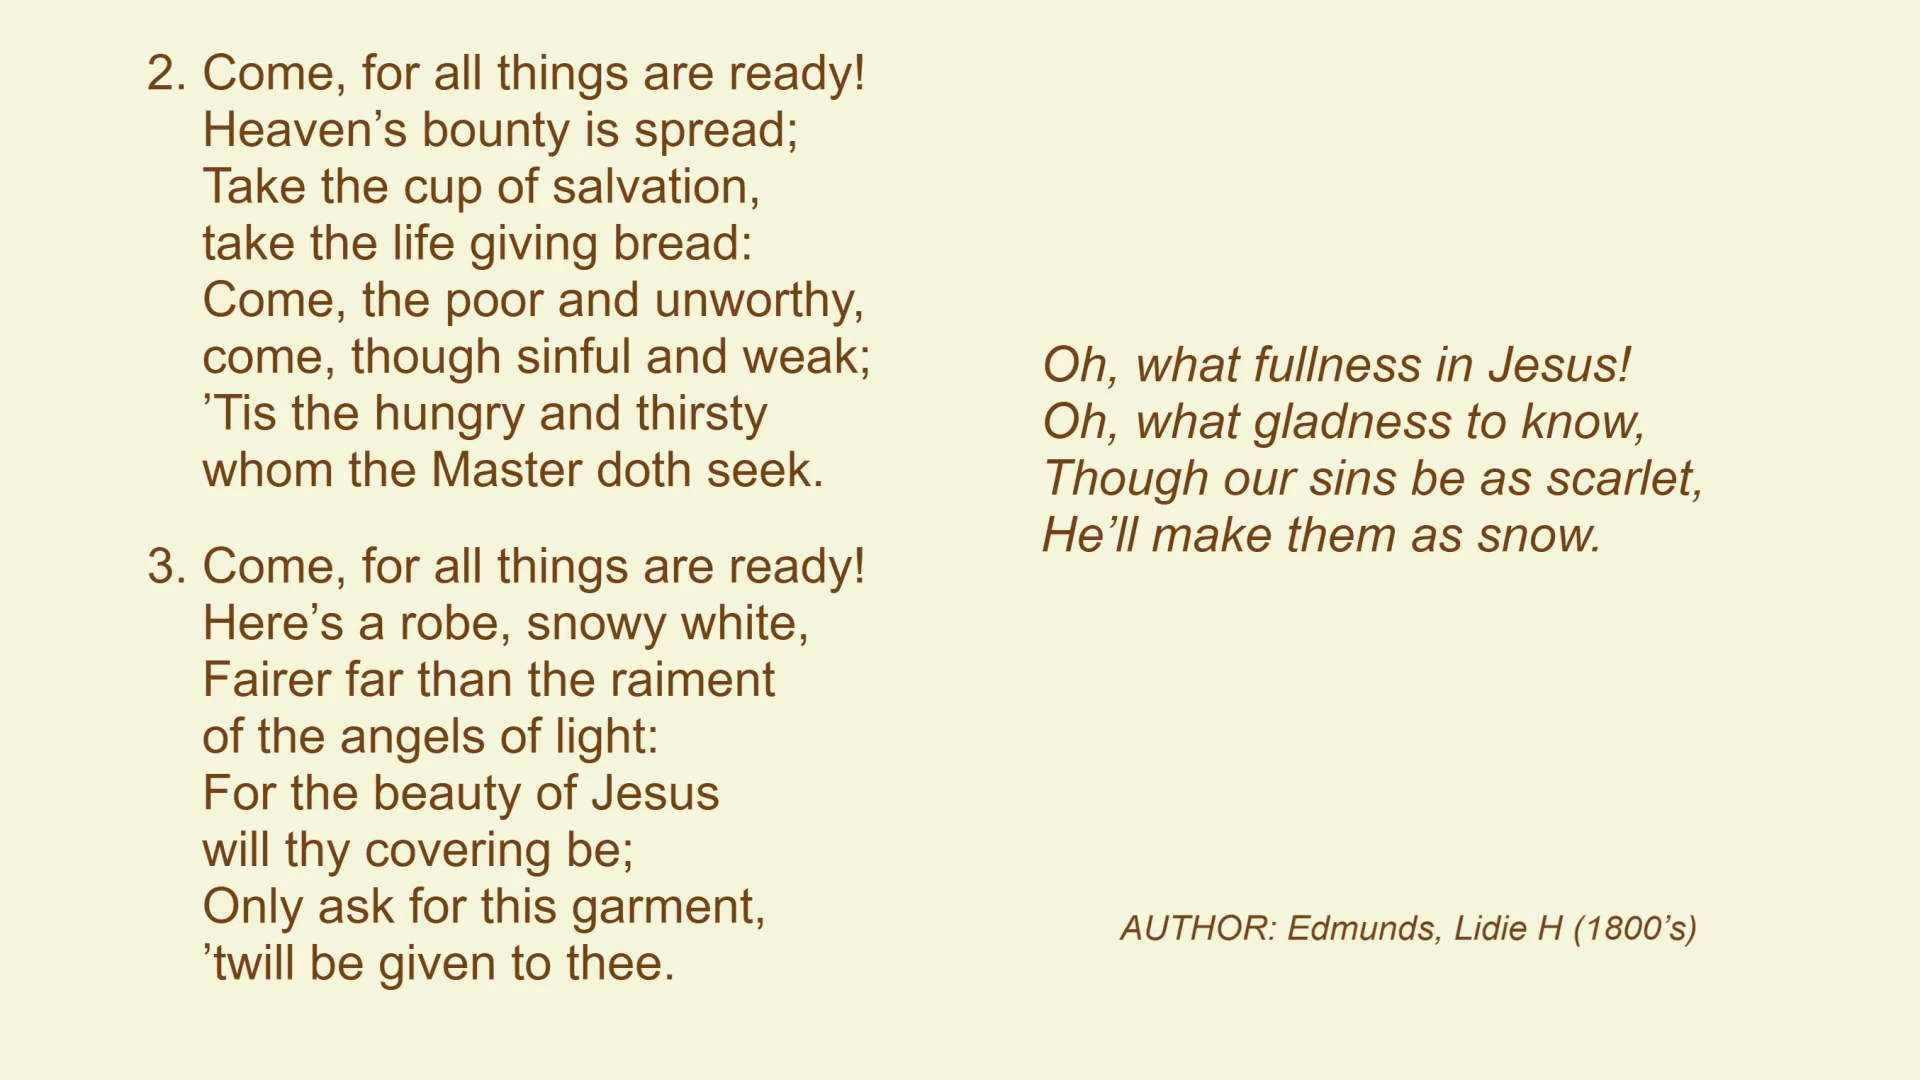 2. Come, for all things are ready!
Heaven’s bounty is spread;
Take the cup of salvation,
take the life giving bread:
Come, the poor and unworthy,
come, though sinful and weak;
’Tis the hungry and thirsty
whom the Master doth seek.
3. Come, for all things are ready!
Here’s a robe, snowy white,
Fairer far than the raiment
of the angels of light:
For the beauty of Jesus
will thy covering be;
Only ask for this garment,
’twill be given to thee.
Oh, what fullness in Jesus!
Oh, what gladness to know,
Though our sins be as scarlet,
He’ll make them as snow.
AUTHOR: Edmunds, Lidie H (1800’s)